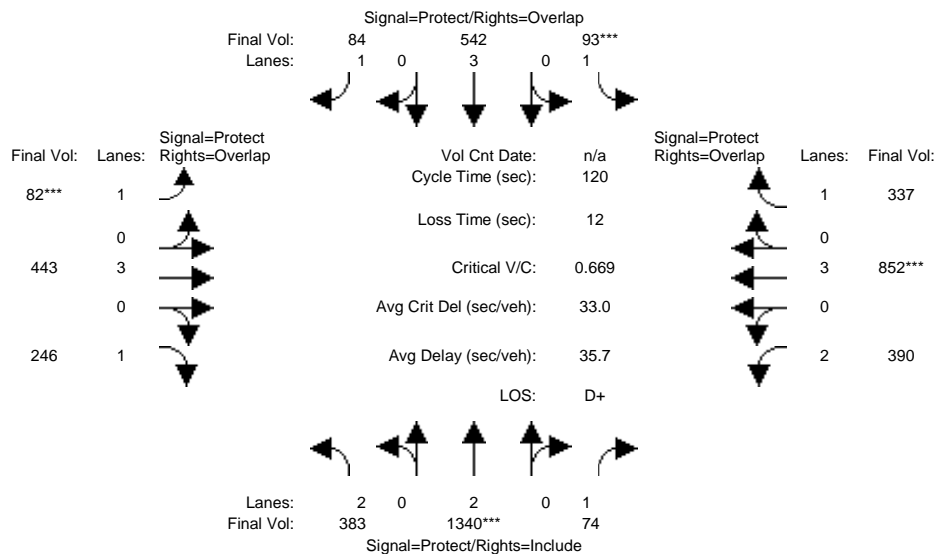 Signal=Protect/Rights=Overlap
Final Vol: 84 542 93***
Lanes: 1 0 3 0 1
Signal=Protect Signal=Protect
Final Vol: Lanes: Rights=Overlap Vol Cnt Date: n/a Rights=Overlap Lanes: Final Vol:
Cycle Time (sec): 120
82*** 1 1 337
Loss Time (sec): 12
0 0
443 3 Critical V/C: 0.669 3 852***
0 Avg Crit Del (sec/veh): 33.0 0
246 1 Avg Delay (sec/veh): 35.7 2 390
LOS: D+
Lanes: 2 0 2 0 1
Final Vol: 383 1340*** 74
Signal=Protect/Rights=Include